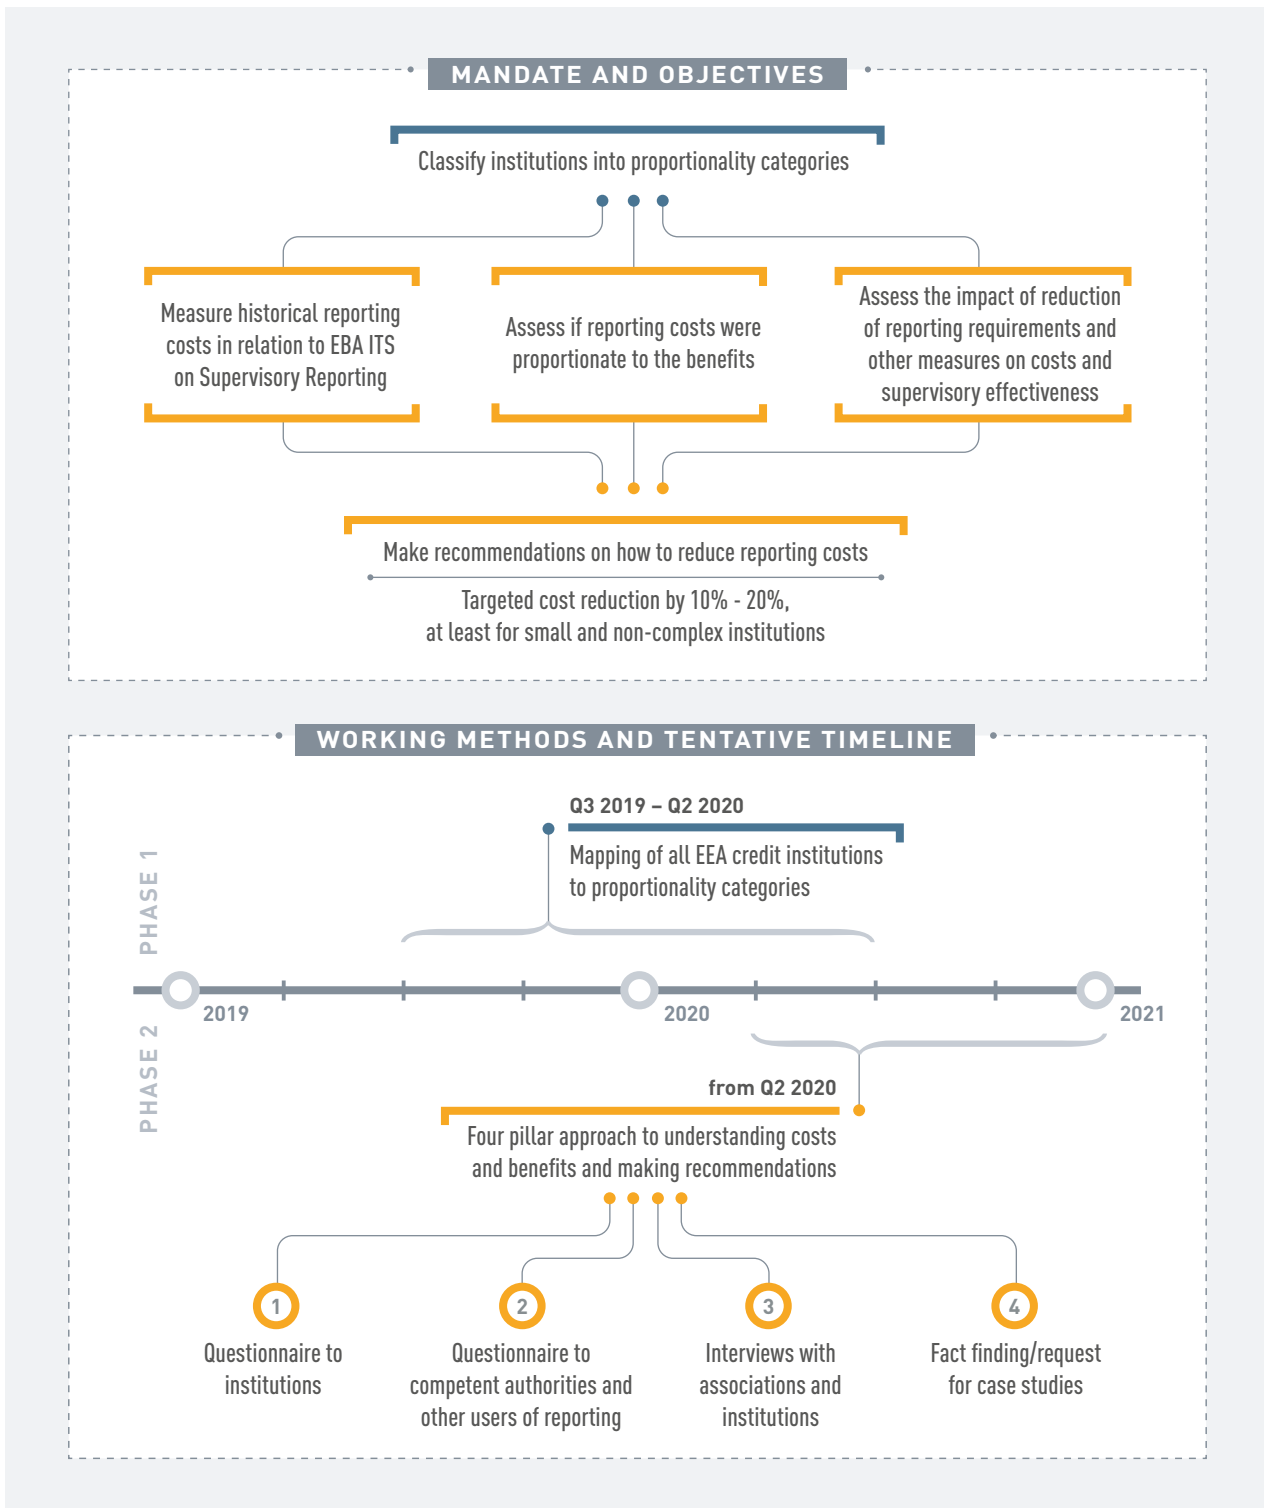 MANDATE AND OBJECTIVES
Classify institutions into proportionality categories
Measure historical reporting
costs in relation to EBA ITS
on Supervisory Reporting
Assess if reporting costs were
proportionate to the benefits
Assess the impact of reduction
of reporting requirements and
other measures on costs and
supervisory effectiveness
Make recommendations on how to reduce reporting costs
Targeted cost reduction by 10% - 20%,
at least for small and non-complex institutions
WORKING METHODS AND TENTATIVE TIMELINE
PHASE 1
Q3 2019 – Q2 2020
Mapping of all EEA credit institutions
to proportionality categories
2019
2020
2021
PHASE 2
from Q2 2020
Four pillar approach to understanding costs
and benefits and making recommendations
1
Questionnaire to
institutions
2
Questionnaire to
competent authorities and
other users of reporting
3
Interviews with
associations and
institutions
4
Fact finding/request
for case studies